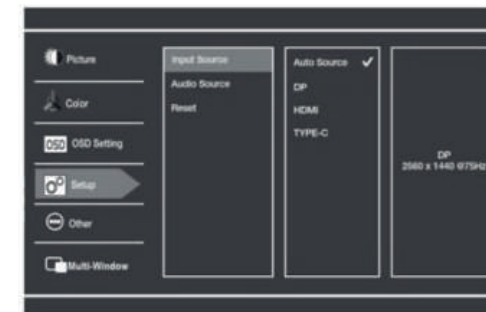 Picture
Color
OSD OSD Setting
Setup
Other
Multi-Window
Input Source
Audio Source
Reset
Auto Source ✓
DP
HDMI
TYPE-C
DP
2560 x 1440 @75Hz